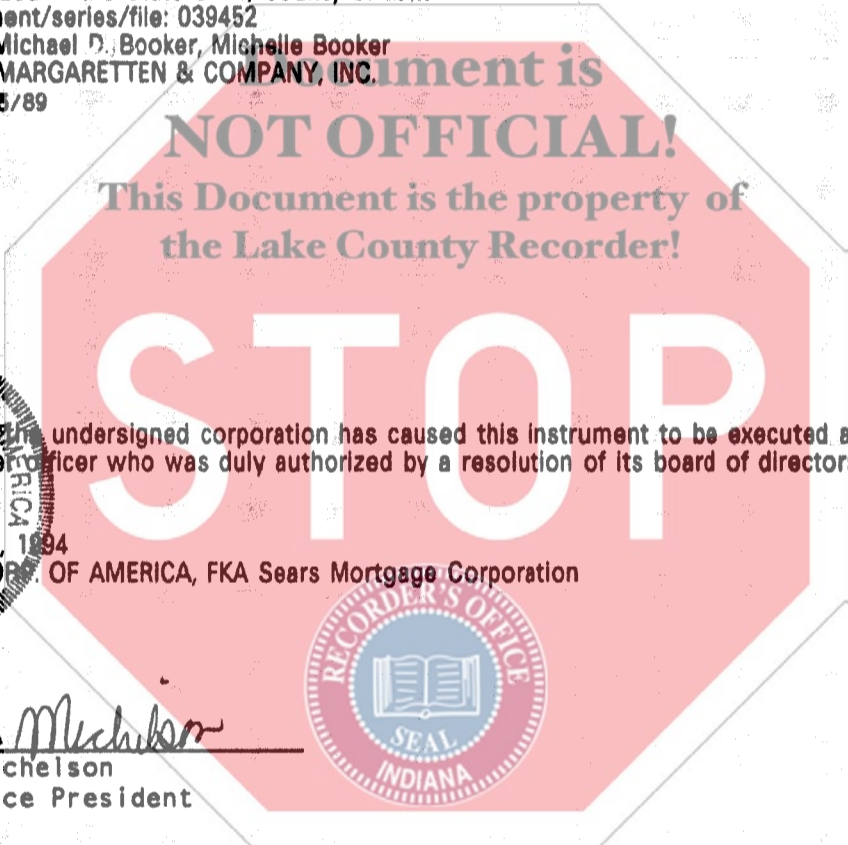 ent/series/file: 039452
Michael D. Booker, Michelle Booker
MARGARETTEN & COMPANY, INC.
5/89
Document is
NOT OFFICIAL!
This Document is the property of
the Lake County Recorder!
STOP
undersigned corporation has caused this instrument to be executed a
officer who was duly authorized by a resolution of its board of director
AMERICA
, 1994
OF AMERICA, FKA Sears Mortgage Corporation
RECORDER'S OFFICE
SEAL
INDIANA
Michelson
chelson
ce President